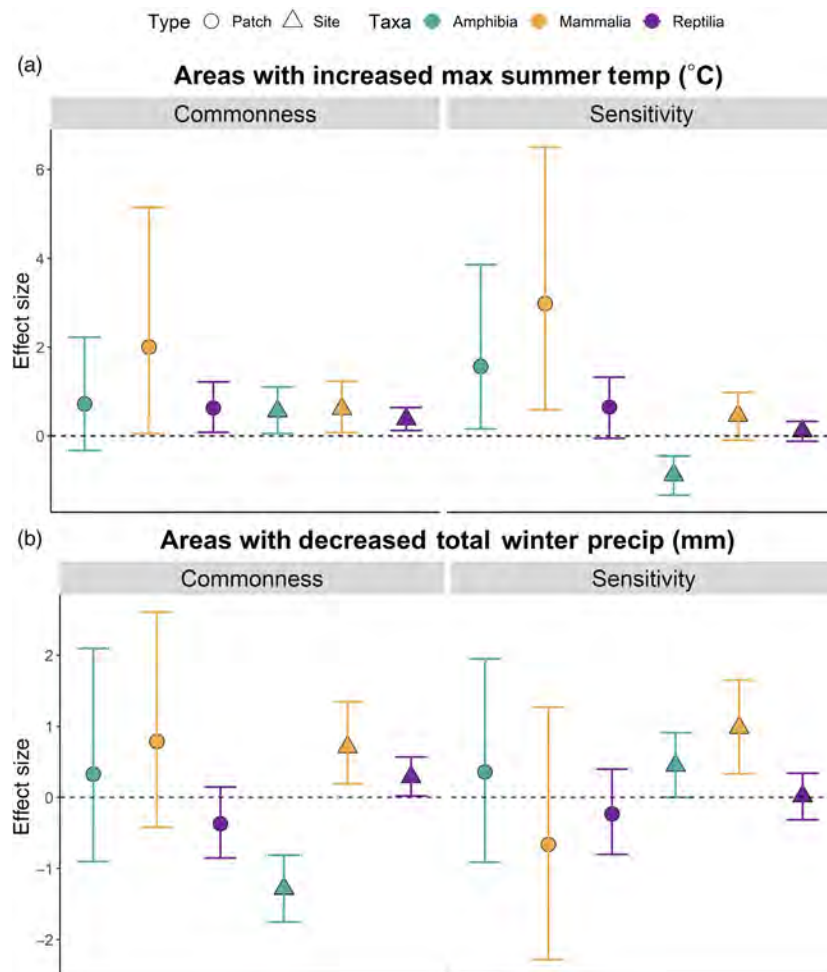 Type Patch Site Taxa Amphibia Mammalia Reptilia
(a)
Areas with increased max summer temp (°C)
Commonness Sensitivity
6
4
2
0
Effect size
(b)
Areas with decreased total winter precip (mm)
Commonness Sensitivity
2
1
0
−1
−2
Effect size